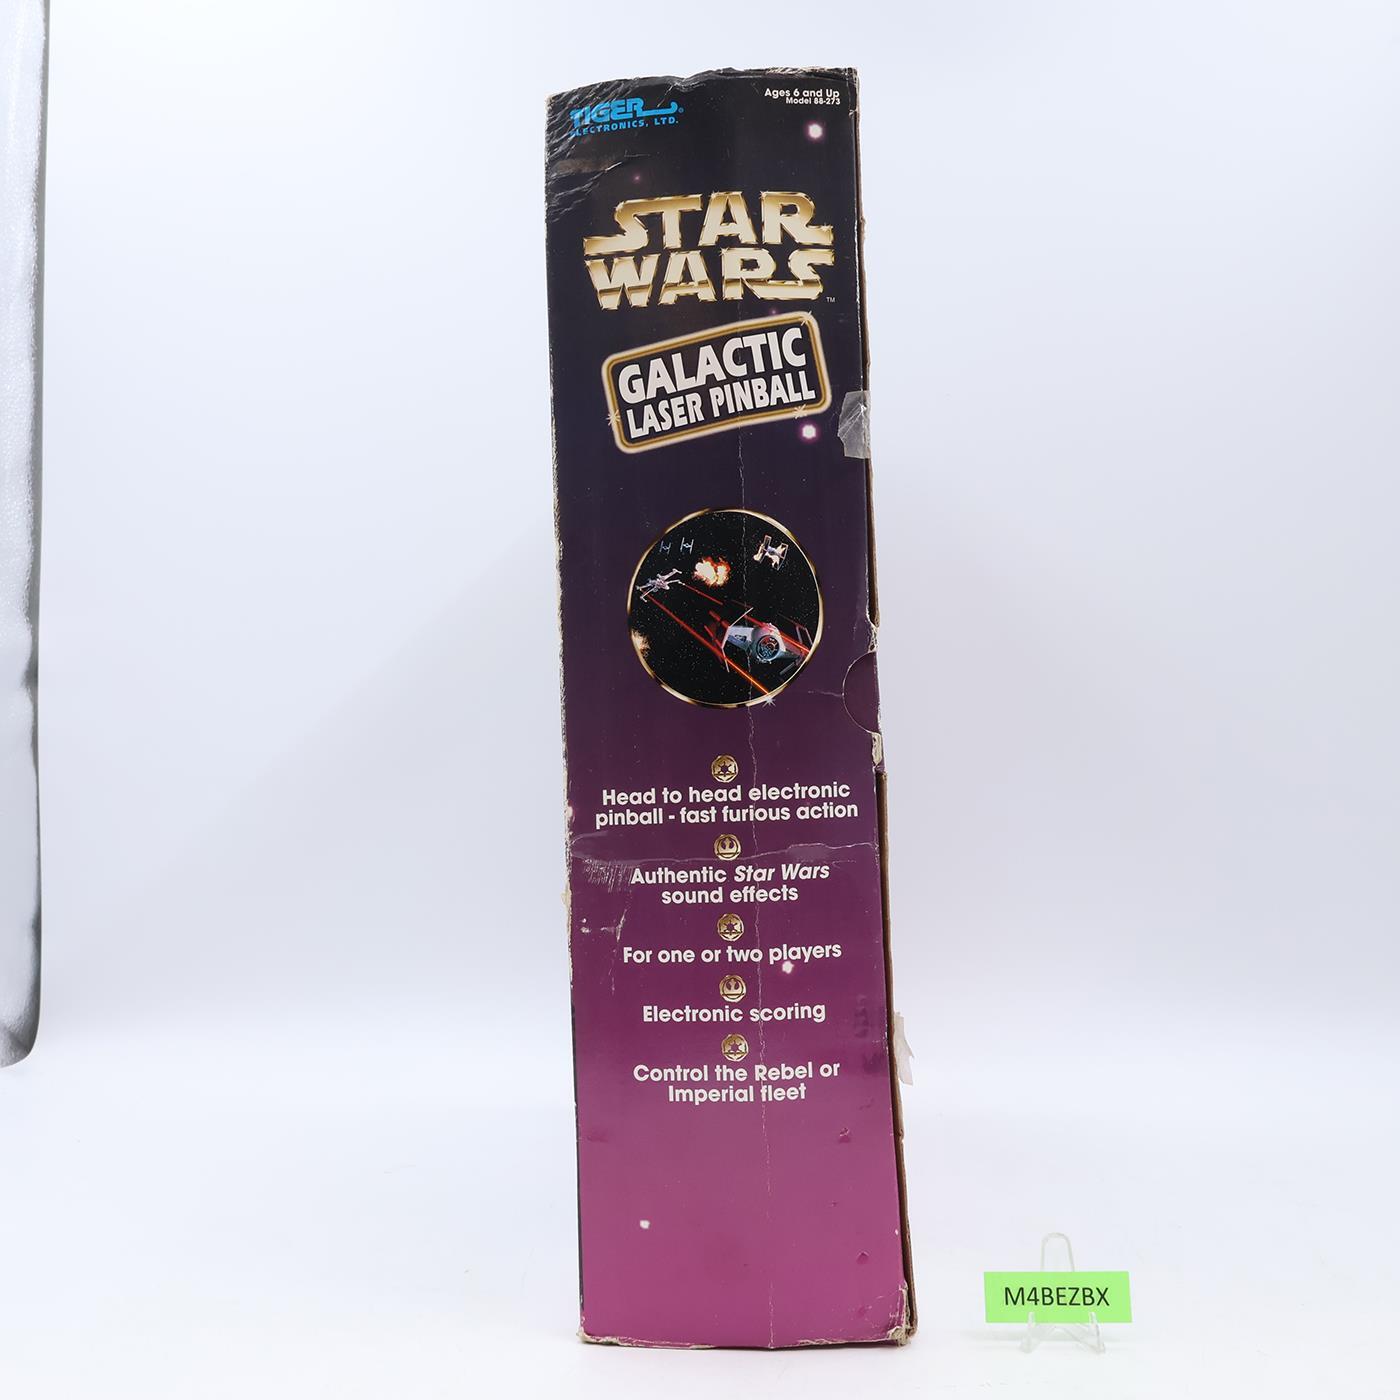 TIGER®
ELECTRONICS, LTD.
Ages 6 and Up
Model 88-273
STAR
WARS™
GALACTIC
LASER PINBALL
Head to head electronic
pinball - fast furious action
Authentic Star Wars
sound effects
For one or two players
Electronic scoring
Control the Rebel or
Imperial fleet
M4BEZBX